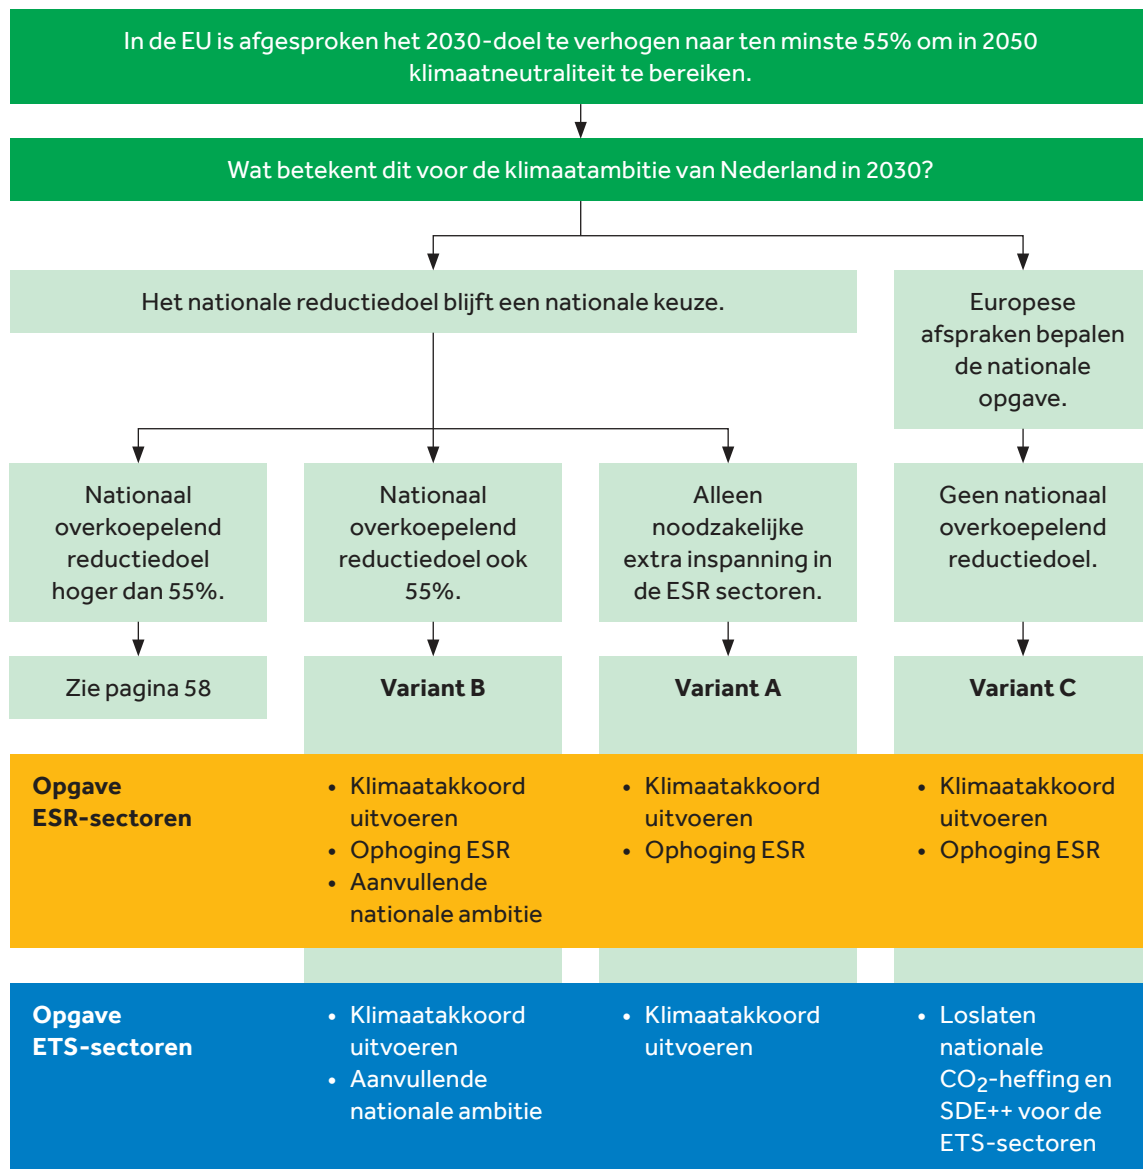 In de EU is afgesproken het 2030-doel te verhogen naar ten minste 55% om in 2050
klimaatneutraliteit te bereiken.
Wat betekent dit voor de klimaatambitie van Nederland in 2030?
Het nationale reductiedoel blijft een nationale keuze.
Europese
afspraken bepalen
de nationale
opgave.
Nationaal
overkoepelend
reductiedoel
hoger dan 55%.
Nationaal
overkoepelend
reductiedoel ook
55%.
Alleen
noodzakelijke
extra inspanning in
de ESR sectoren.
Geen nationaal
overkoepelend
reductiedoel.
Zie pagina 58
Variant B
Variant A
Variant C
Opgave
ESR-sectoren
• Klimaatakkoord
uitvoeren
• Ophoging ESR
• Aanvullende
nationale ambitie
• Klimaatakkoord
uitvoeren
• Ophoging ESR
• Klimaatakkoord
uitvoeren
• Ophoging ESR
Opgave
ETS-sectoren
• Klimaatakkoord
uitvoeren
• Aanvullende
nationale ambitie
• Klimaatakkoord
uitvoeren
• Loslaten
nationale
CO₂-heffing en
SDE++ voor de
ETS-sectoren